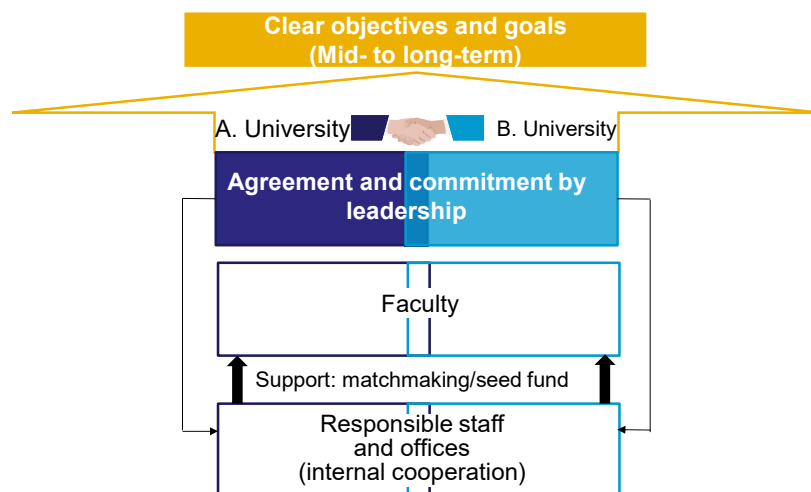 Clear objectives and goals
(Mid- to long-term)
A. University
B. University
Agreement and commitment by
leadership
Faculty
Support: matchmaking/seed fund
Responsible staff
and offices
(internal cooperation)